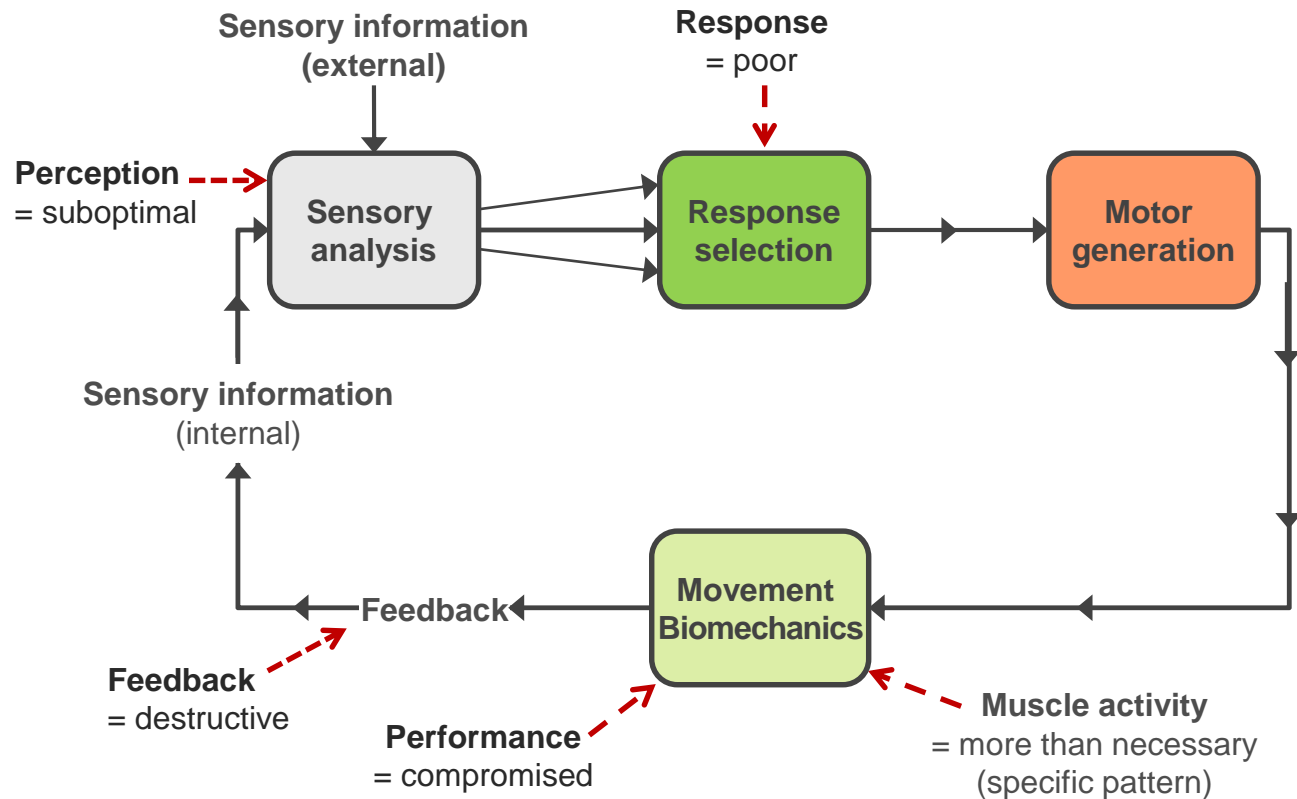 Sensory information
(external)
Response
= poor
Perception
= suboptimal
Sensory
analysis
Response
selection
Motor
generation
Sensory information
(internal)
Movement
Biomechanics
Feedback
Feedback
= destructive
Performance
= compromised
Muscle activity
= more than necessary
(specific pattern)